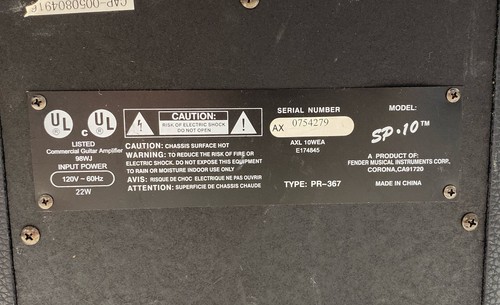 CAP-005080491
UL
C UL
LISTED
Commercial Guitar Amplifier
98WJ
INPUT POWER
120V ~ 60Hz
22W
CAUTION:
RISK OF ELECTRIC SHOCK
DO NOT OPEN
CAUTION: CHASSIS SURFACE HOT
WARNING: TO REDUCE THE RISK OF FIRE OR
ELECTRIC SHOCK. DO NOT EXPOSE THIS EQUIPMENT
TO RAIN OR MOISTURE INDOOR USE ONLY
AVIS: RISQUE DE CHOC ELECTRIQUE NE PAS OUVRIR
ATTENTION: SUPERFICIE DE CHASSIS CHAUDE
SERIAL NUMBER
AX 0754279
AXL 10WEA
E174845
TYPE: PR-367
MODEL:
SP·10™
A PRODUCT OF:
FENDER MUSICAL INSTRUMENTS CORP.
CORONA,CA91720
MADE IN CHINA